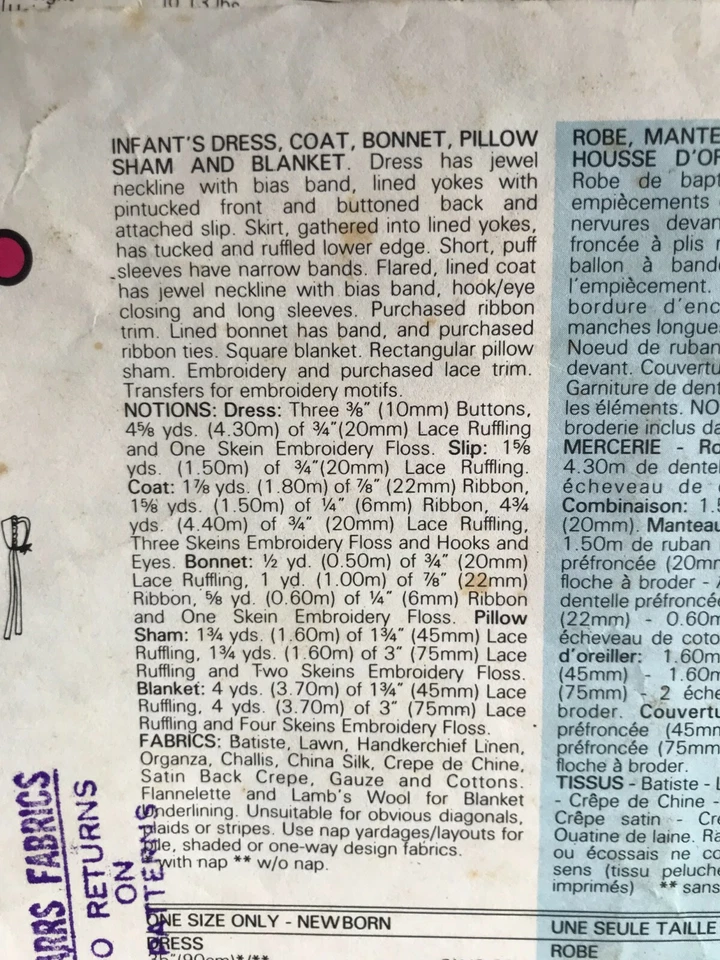 INFANT'S DRESS, COAT, BONNET, PILLOW
SHAM AND BLANKET. Dress has jewel
neckline with bias band, lined yokes with
pintucked front and buttoned back and
attached slip. Skirt, gathered into lined yokes,
has tucked and ruffled lower edge. Short, puff
sleeves have narrow bands. Flared, lined coat
has jewel neckline with bias band, hook/eye
closing and long sleeves. Purchased ribbon
trim. Lined bonnet has band, and purchased
ribbon ties. Square blanket. Rectangular pillow
sham. Embroidery and purchased lace trim.
Transfers for embroidery motifs.
NOTIONS: Dress: Three ⅜" (10mm) Buttons,
4⅝ yds. (4.30m) of ¾"(20mm) Lace Ruffling
and One Skein Embroidery Floss. Slip: 1⅝
yds. (1.50m) of ¾"(20mm) Lace Ruffling.
Coat: 1⅞ yds. (1.80m) of ⅞" (22mm) Ribbon,
1⅝ yds. (1.50m) of ¼" (6mm) Ribbon, 4¾
yds. (4.40m) of ¾" (20mm) Lace Ruffling,
Three Skeins Embroidery Floss and Hooks and
Eyes. Bonnet: ½ yd. (0.50m) of ¾" (20mm)
Lace Ruffling, 1 yd. (1.00m) of ⅞" (22mm)
Ribbon, ⅝ yd. (0.60m) of ¼" (6mm) Ribbon
and One Skein Embroidery Floss. Pillow
Sham: 1¾ yds. (1.60m) of 1¾" (45mm) Lace
Ruffling, 1¾ yds. (1.60m) of 3" (75mm) Lace
Ruffling and Two Skeins Embroidery Floss.
Blanket: 4 yds. (3.70m) of 1¾" (45mm) Lace
Ruffling, 4 yds. (3.70m) of 3" (75mm) Lace
Ruffling and Four Skeins Embroidery Floss.
FABRICS: Batiste, Lawn, Handkerchief Linen,
Organza, Challis, China Silk, Crepe de Chine,
Satin Back Crepe, Gauze and Cottons.
Flannelette and Lamb's Wool for Blanket
Underlining. Unsuitable for obvious diagonals,
plaids or stripes. Use nap yardages/layouts for
pile, shaded or one-way design fabrics.
with nap ** w/o nap.
ONE SIZE ONLY - NEWBORN
DRESS
ROBE, MANTE
HOUSSE D'OR
Robe de bapt
empiècements
nervures devan
froncée à plis
ballon à band
l'empiècement.
bordure d'enc
manches longue
Noeud de ruban
devant. Couvertu
Garniture de dent
les éléments. NO
broderie inclus da
MERCERIE - Ro
4.30m de dente
écheveau de
Combinaison: 1.5
(20mm). Manteau
1.50m de ruban
préfroncée (20mm
floche à broder -
dentelle préfroncée
(22mm) - 0.60m
écheveau de coto
d'oreiller: 1.60m
(45mm) - 1.60m
(75mm) - 2 éche
broder. Couvertu
préfroncée (45mm
préfroncée (75mm
floche à broder.
TISSUS - Batiste - L
- Crêpe de Chine -
Crêpe satin - Cre
Ouatine de laine. Ra
ou écossais ne co
sens (tissu peluche
imprimés) ** sans
UNE SEULE TAILLE
ROBE
ARRS FABRICS
O RETURNS
ON
PATTERNS